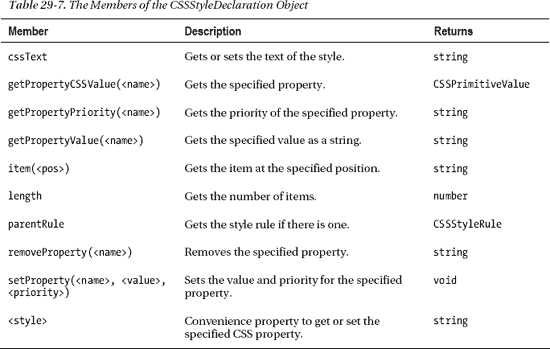 Table 29-7. The Members of the CSSStyleDeclaration Object
Member Description Returns
cssText Gets or sets the text of the style. string
getPropertyCSSValue(<name>) Gets the specified property. CSSPrimitiveValue
getPropertyPriority(<name>) Gets the priority of the specified property. string
getPropertyValue(<name>) Gets the specified value as a string. string
item(<pos>) Gets the item at the specified position. string
length Gets the number of items. number
parentRule Gets the style rule if there is one. CSSStyleRule
removeProperty(<name>) Removes the specified property. string
setProperty(<name>, <value>, Sets the value and priority for the specified void
<priority>) property.
<style> Convenience property to get or set the string
specified CSS property.